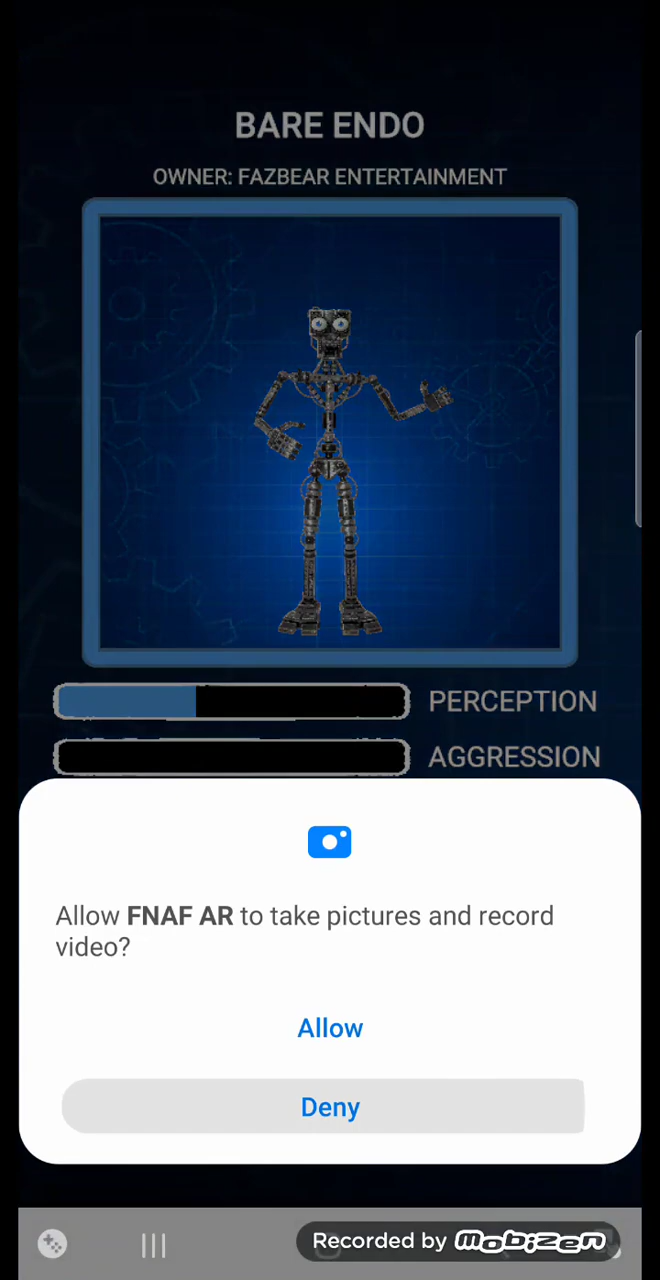 BARE ENDO
OWNER: FAZBEAR ENTERTAINMENT
PERCEPTION
AGGRESSION
Allow FNAF AR to take pictures and record
video?
Allow
Deny
Recorded by mobizen